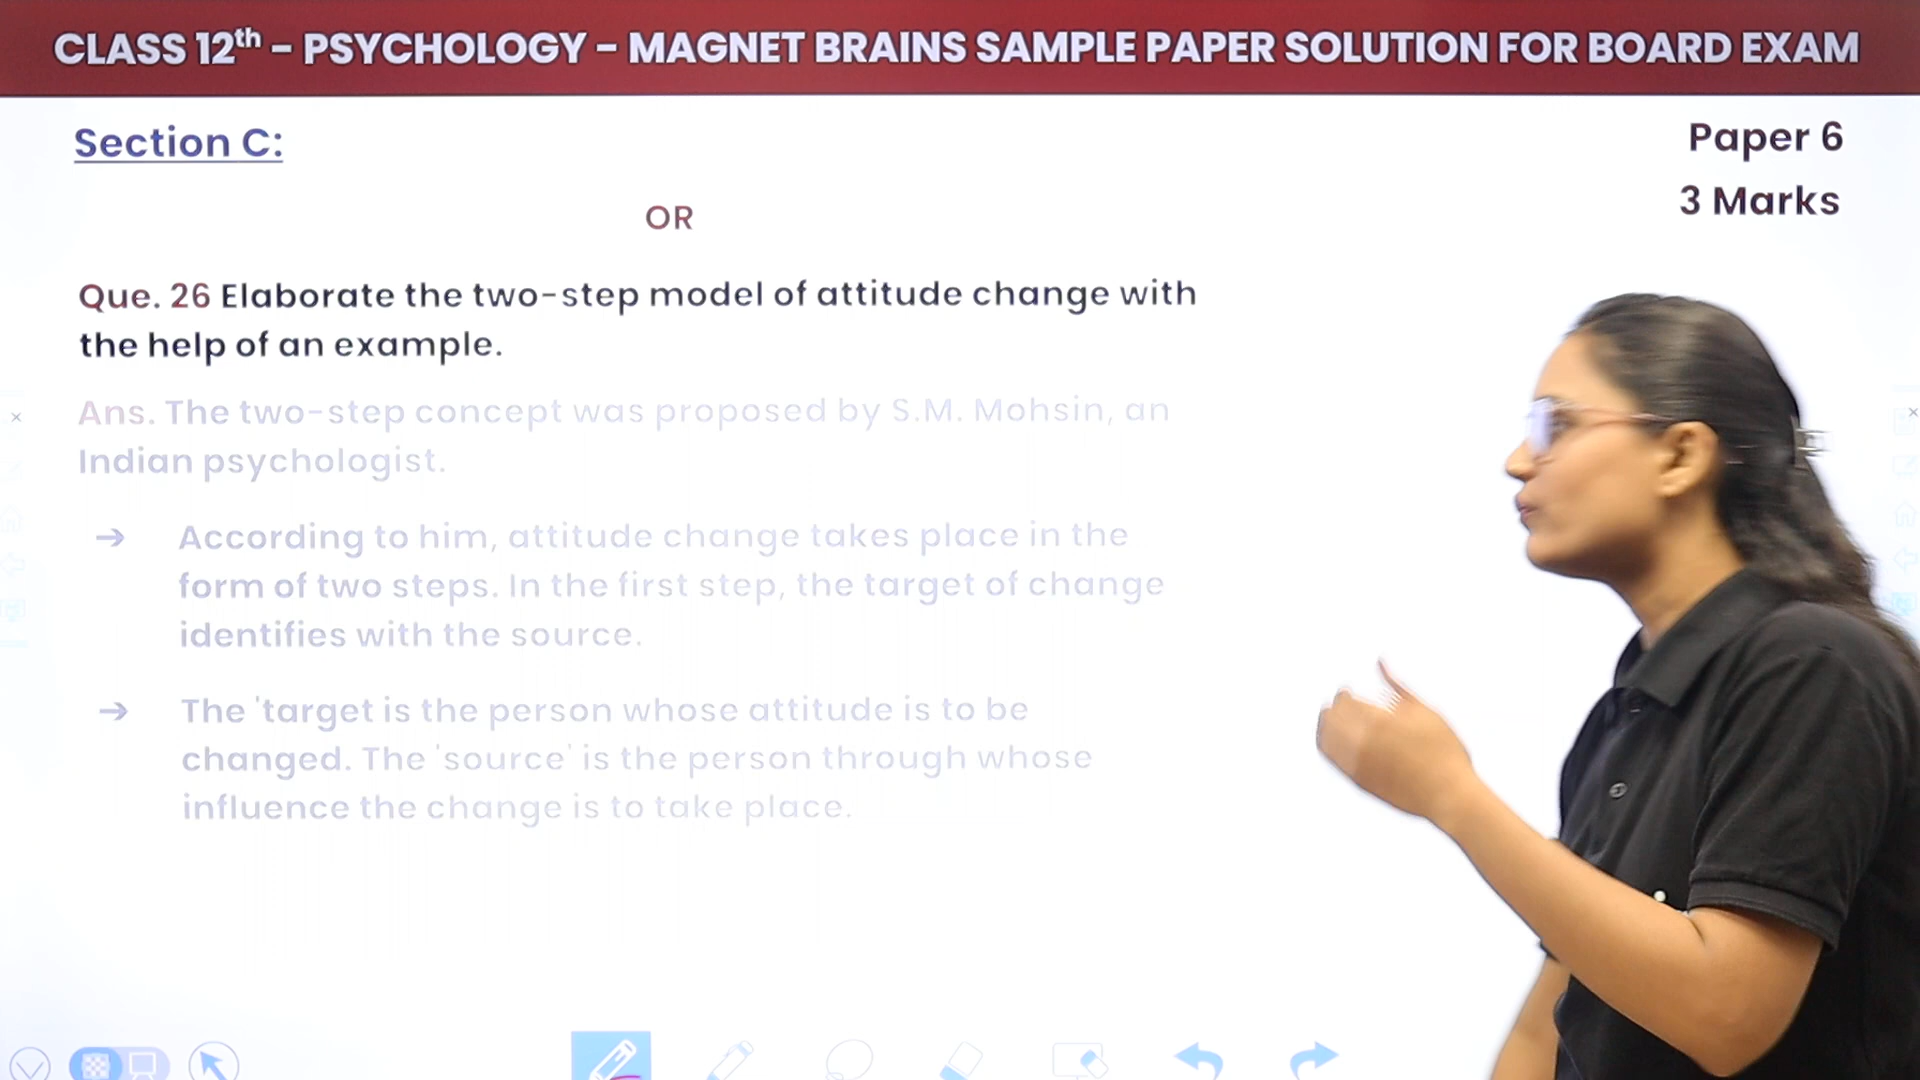 CLASS 12th - PSYCHOLOGY - MAGNET BRAINS SAMPLE PAPER SOLUTION FOR BOARD EXAM
Section C:
Paper 6
3 Marks
OR
Que. 26 Elaborate the two-step model of attitude change with
the help of an example.
Ans. The two-step concept was proposed by S.M. Mohsin, an
Indian psychologist.
→ According to him, attitude change takes place in the
form of two steps. In the first step, the target of change
identifies with the source.
→ The 'target is the person whose attitude is to be
changed. The 'source' is the person through whose
influence the change is to take place.